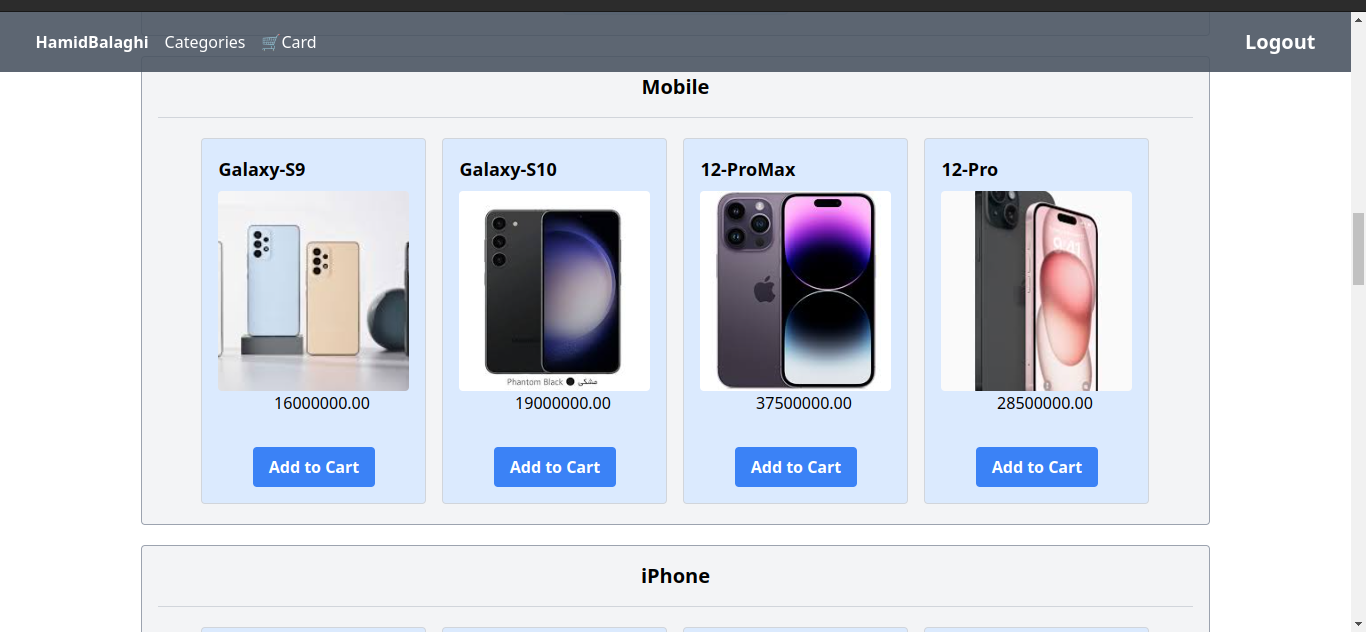 HamidBalaghi Categories 🛒Card Logout
Mobile
Galaxy-S9 Galaxy-S10 12-ProMax 12-Pro
Phantom Black مشکی
16000000.00 19000000.00 37500000.00 28500000.00
Add to Cart Add to Cart Add to Cart Add to Cart
iPhone